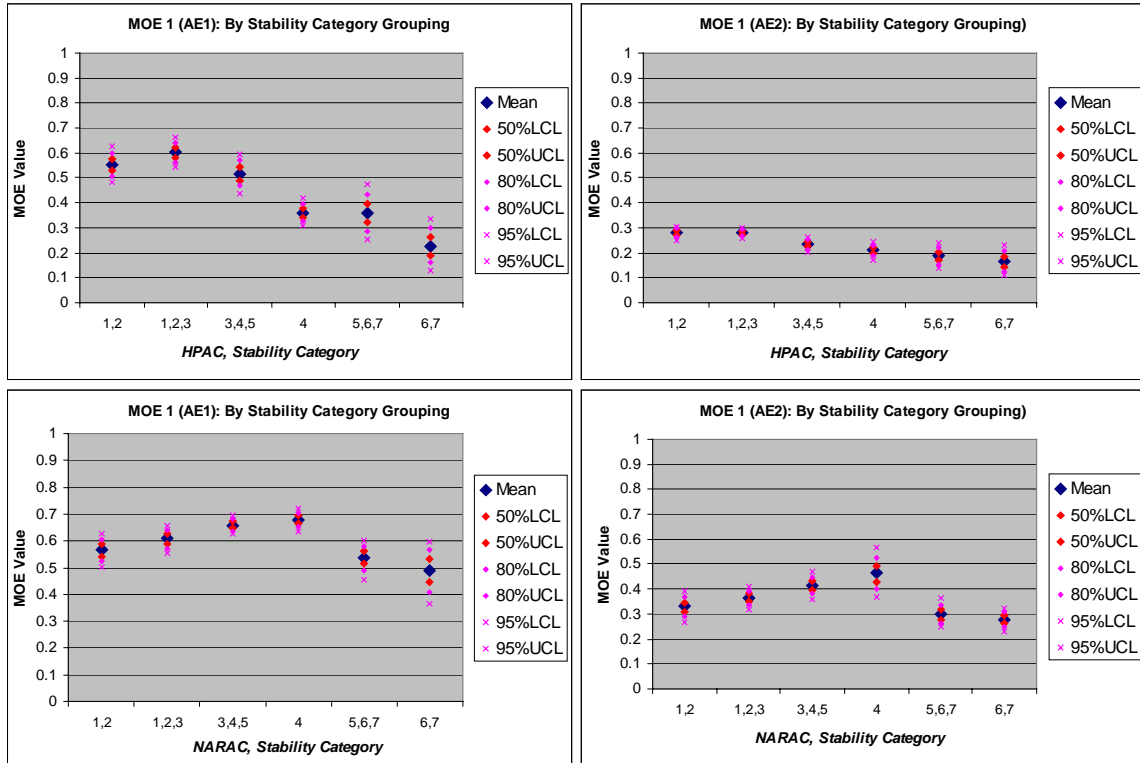 MOE 1 (AE1): By Stability Category Grouping
1
0.9
0.8
0.7
0.6
0.5
0.4
0.3
0.2
0.1
0
MOE Value
1,2 1,2,3 3,4,5 4 5,6,7 6,7
HPAC, Stability Category
Mean
50%LCL
50%UCL
80%LCL
80%UCL
95%LCL
95%UCL
MOE 1 (AE2): By Stability Category Grouping)
1
0.9
0.8
0.7
0.6
0.5
0.4
0.3
0.2
0.1
0
MOE Value
1,2 1,2,3 3,4,5 4 5,6,7 6,7
HPAC, Stability Category
Mean
50%LCL
50%UCL
80%LCL
80%UCL
95%LCL
95%UCL
MOE 1 (AE1): By Stability Category Grouping
1
0.9
0.8
0.7
0.6
0.5
0.4
0.3
0.2
0.1
0
MOE Value
1,2 1,2,3 3,4,5 4 5,6,7 6,7
NARAC, Stability Category
Mean
50%LCL
50%UCL
80%LCL
80%UCL
95%LCL
95%UCL
MOE 1 (AE2): By Stability Category Grouping)
1
0.9
0.8
0.7
0.6
0.5
0.4
0.3
0.2
0.1
0
MOE Value
1,2 1,2,3 3,4,5 4 5,6,7 6,7
NARAC, Stability Category
Mean
50%LCL
50%UCL
80%LCL
80%UCL
95%LCL
95%UCL